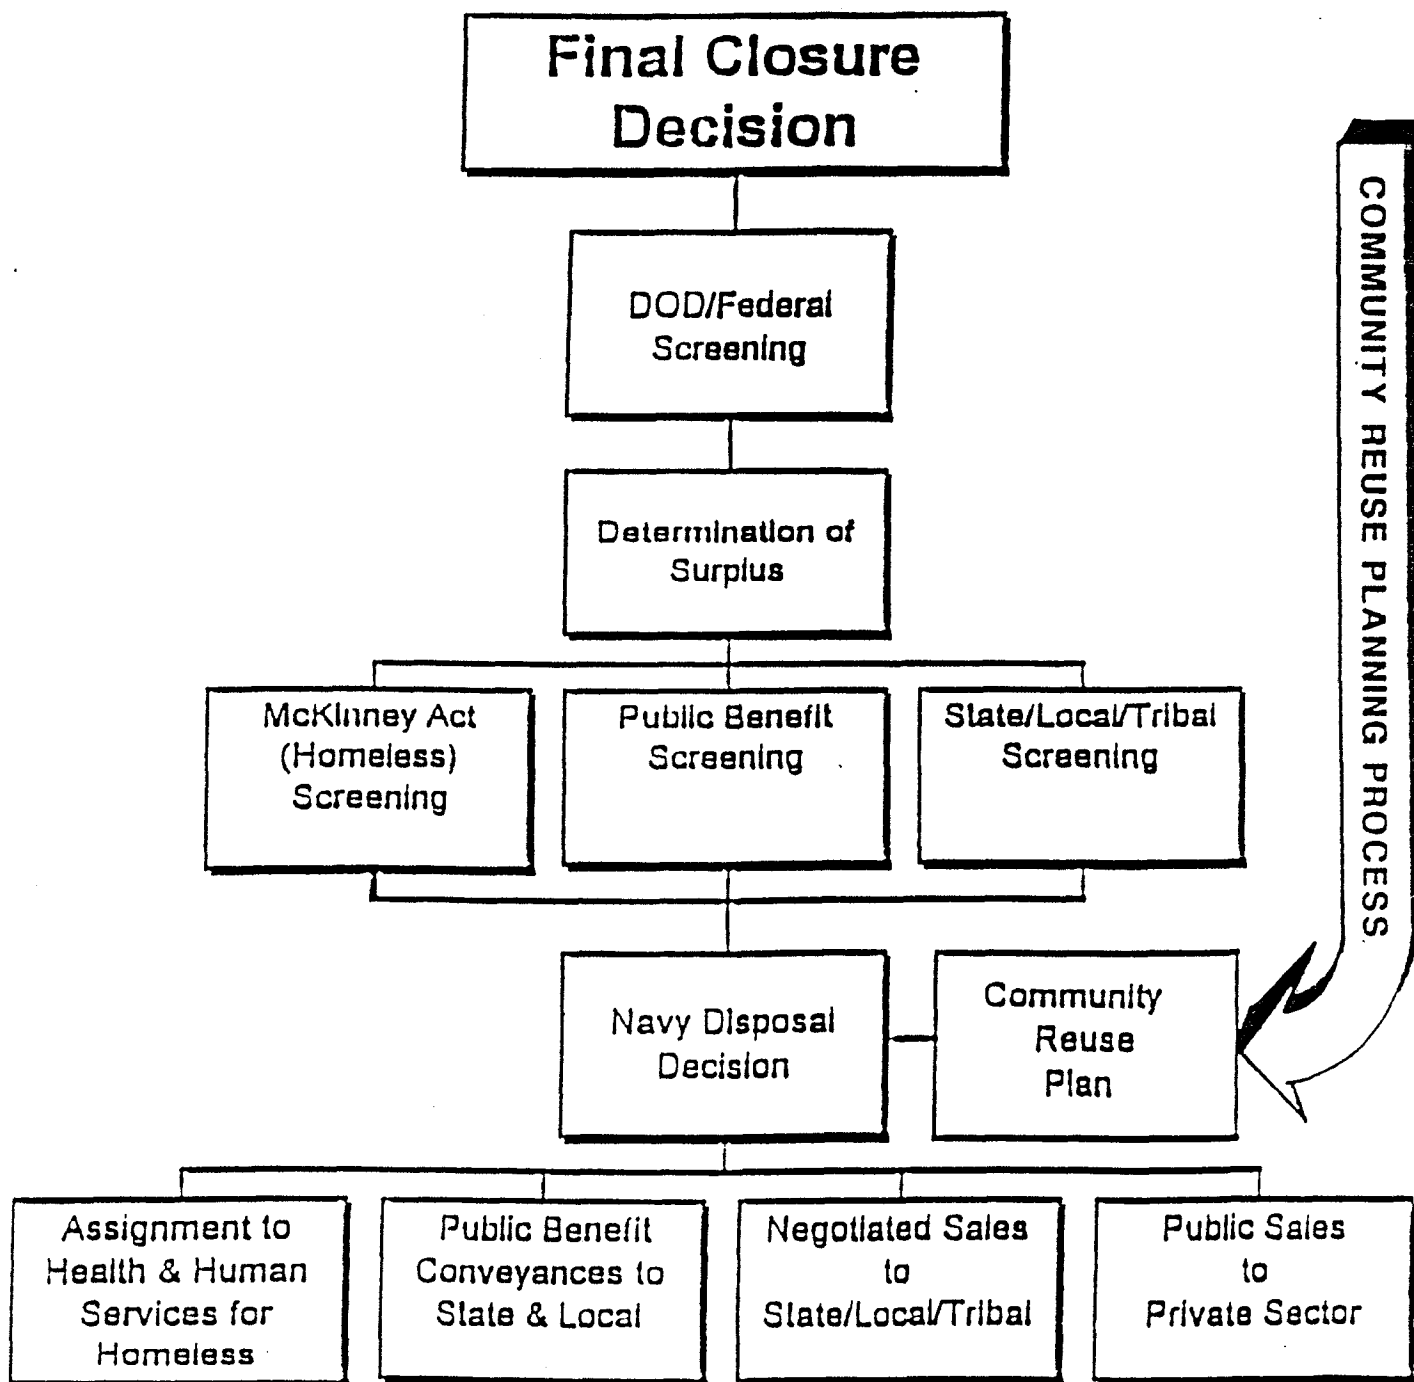 Final Closure
Decision
DOD/Federal
Screening
Determination of
Surplus
McKinney Act
(Homeless)
Screening
Public Benefit
Screening
State/Local/Tribal
Screening
Navy Disposal
Decision
Community
Reuse
Plan
COMMUNITY REUSE PLANNING PROCESS
Assignment to
Health & Human
Services for
Homeless
Public Benefit
Conveyances to
State & Local
Negotiated Sales
to
State/Local/Tribal
Public Sales
to
Private Sector